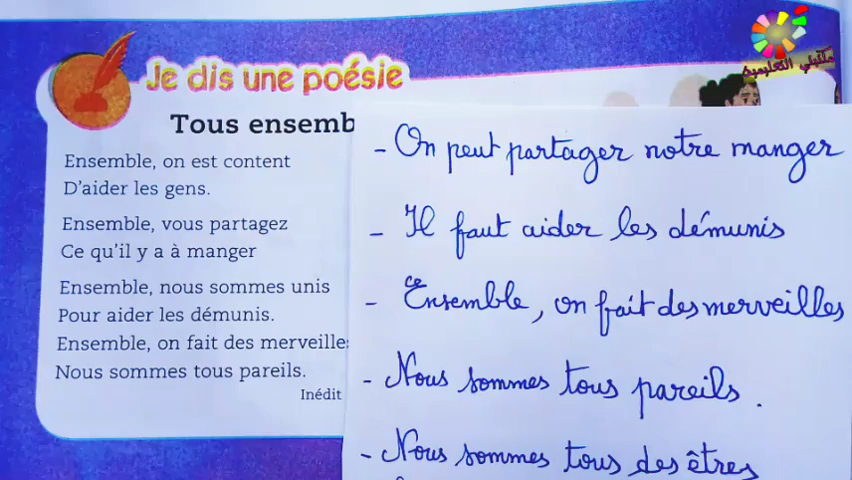 Je dis une poésie
Tous ensemb
Ensemble, on est content
D'aider les gens.
Ensemble, vous partagez
Ce qu'il y a à manger
Ensemble, nous sommes unis
Pour aider les démunis.
Ensemble, on fait des merveille
Nous sommes tous pareils.
Inédit
- On peut partager notre manger
- Il faut aider les démunis
ce
- Ensemble, on fait des merveilles
- Nous sommes tous pareils.
- Nous sommes tous des êtres